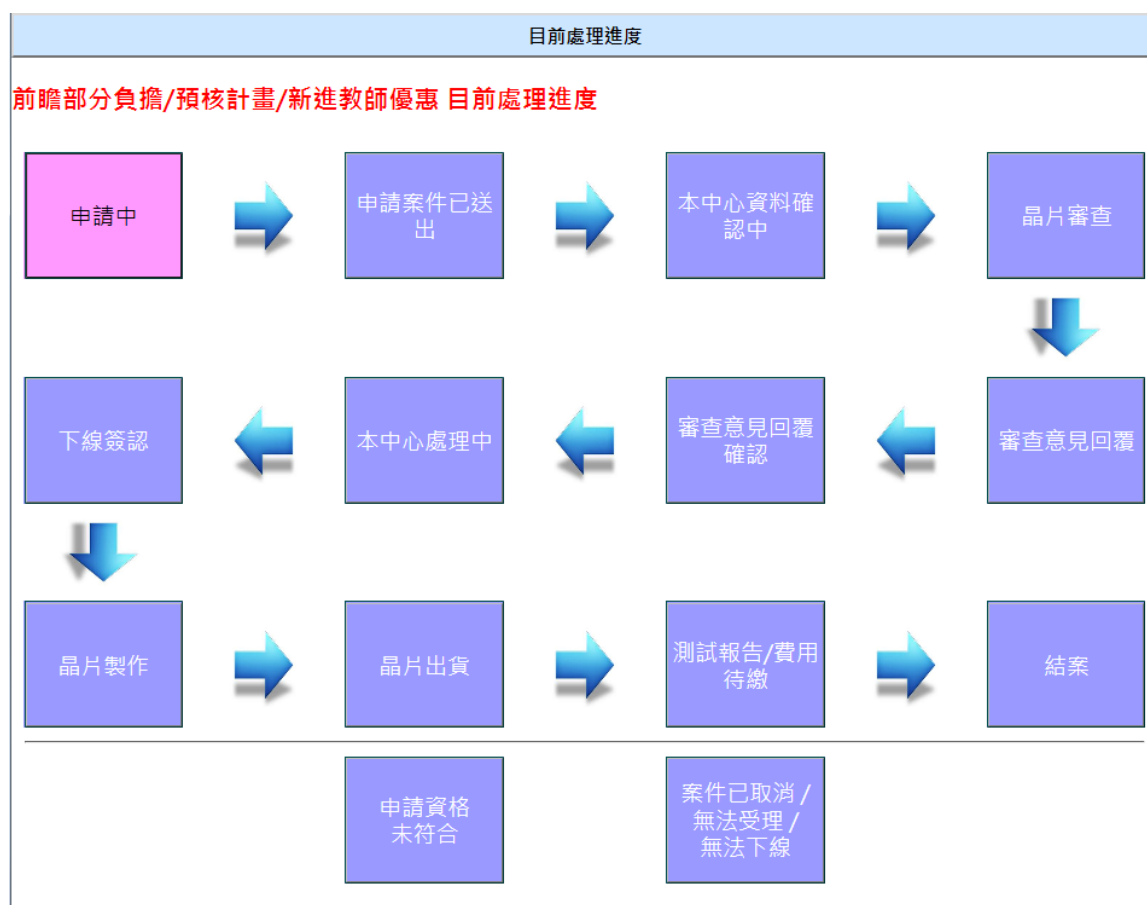 目前處理進度
前瞻部分負擔/預核計畫/新進教師優惠 目前處理進度
申請中
申請案件已送
出
本中心資料確
認中
晶片審查
審查意見回覆
審查意見回覆
確認
本中心處理中
下線簽認
晶片製作
晶片出貨
測試報告/費用
待繳
結案
申請資格
未符合
案件已取消 /
無法受理 /
無法下線